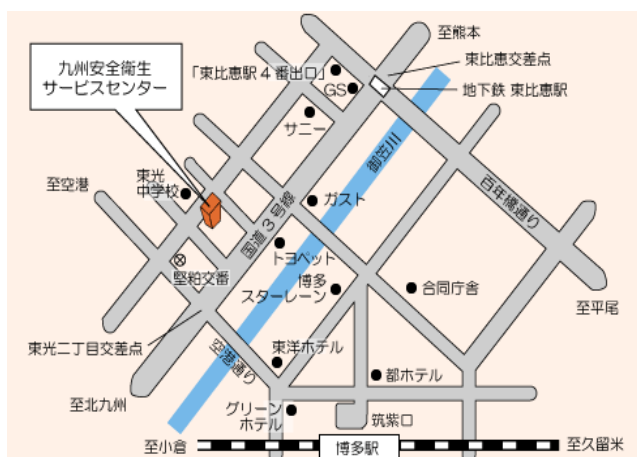 至熊本
東比恵交差点
九州安全衛生
サービスセンター
「東比恵駅4番出口」
GS
地下鉄 東比恵駅
サニー
御笠川
百年橋通り
至空港
東光
中学校
国道3号線
ガスト
トヨペット
堅粕交番
博多
スターレーン
合同庁舎
至平尾
東光二丁目交差点
空港通り
東洋ホテル
都ホテル
至北九州
グリーン
ホテル
筑紫口
至小倉
博多駅
至久留米